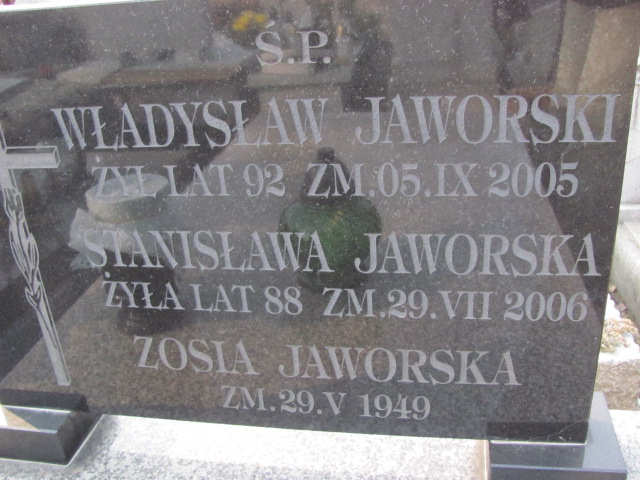 Ś.P.
WŁADYSŁAW JAWORSKI
ŻYŁ LAT 92 ZM.05.IX 2005
STANISŁAWA JAWORSKA
ŻYŁA LAT 88 ZM.29.VII 2006
ZOSIA JAWORSKA
ZM.29.V 1949